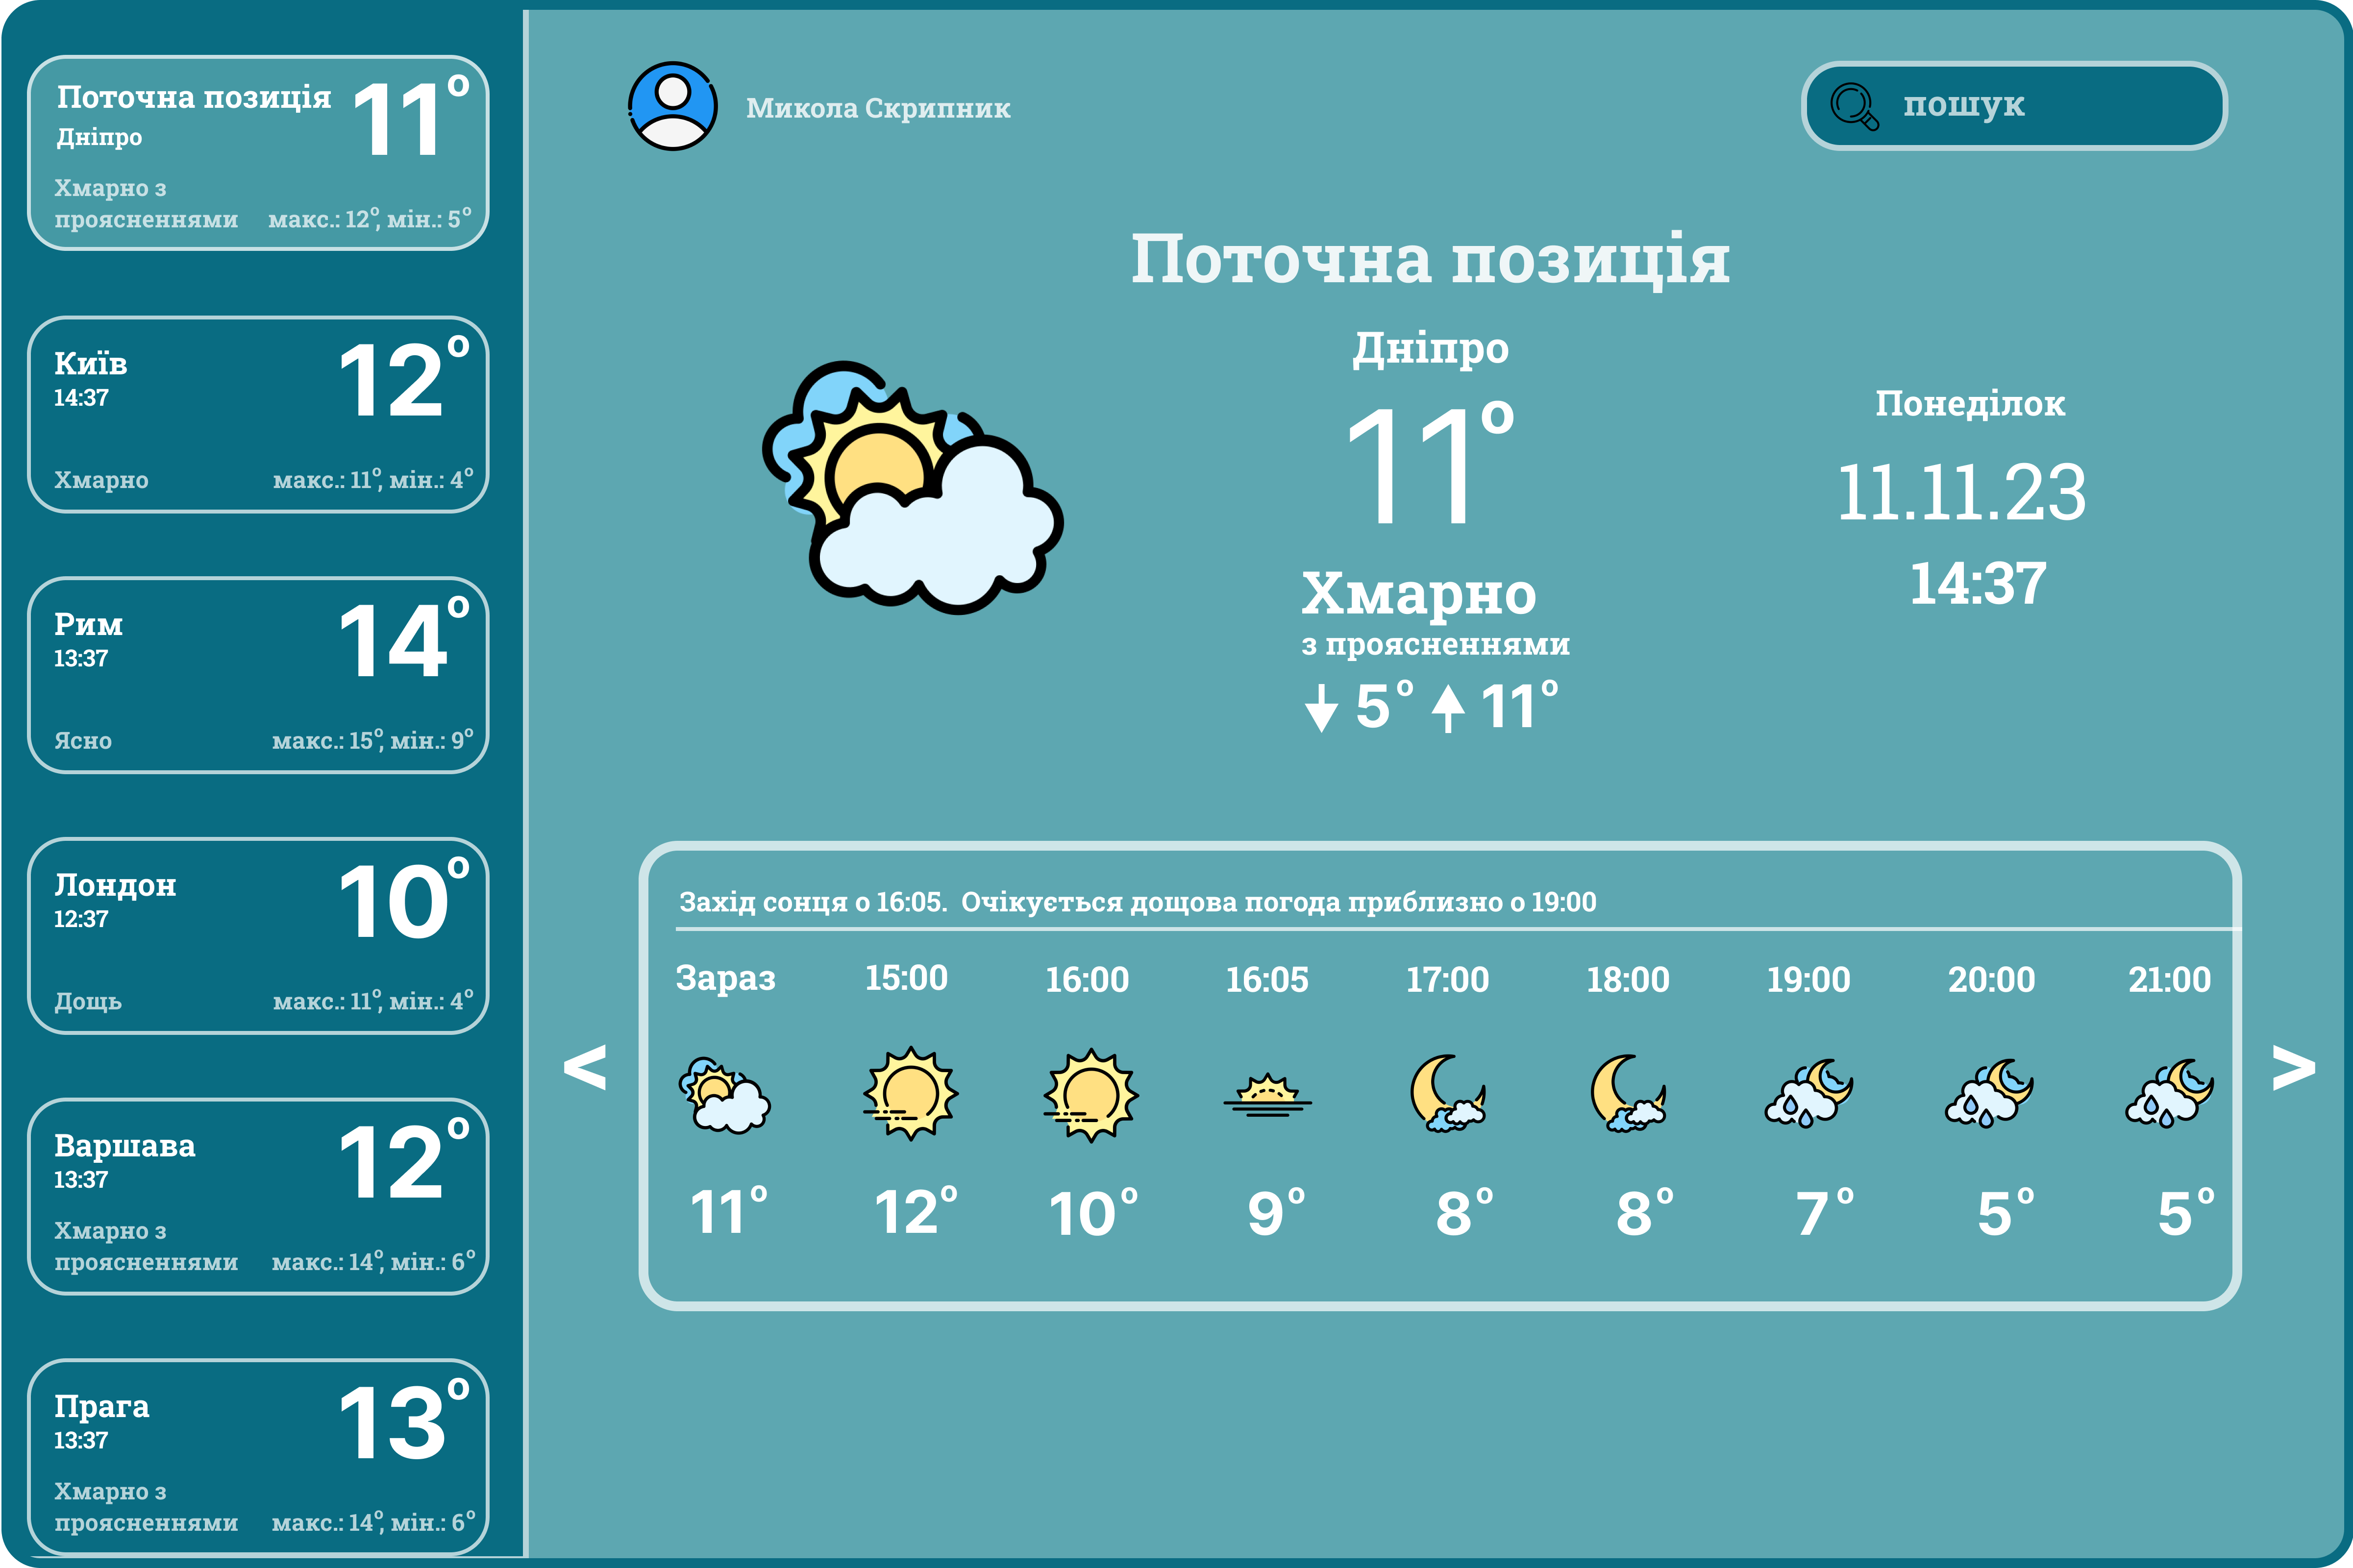 Поточна позиція
11°
Дніпро
Хмарно з
проясненнями
макс.: 12°, мін.: 5°
Київ
12°
14:37
Хмарно
макс.: 11°, мін.: 4°
Рим
14°
13:37
Ясно
макс.: 15°, мін.: 9°
Лондон
10°
12:37
Дощь
макс.: 11°, мін.: 4°
Варшава
12°
13:37
Хмарно з
проясненнями
макс.: 14°, мін.: 6°
Прага
13°
13:37
Хмарно з
проясненнями
макс.: 14°, мін.: 6°
Микола Скрипник
пошук
Поточна позиція
Дніпро
11°
Хмарно
з проясненнями
5° 11°
Понеділок
11.11.23
14:37
Захід сонця о 16:05. Очікується дощова погода приблизно о 19:00
Зараз 15:00 16:00 16:05 17:00 18:00 19:00 20:00 21:00
< >
11° 12° 10° 9° 8° 8° 7° 5° 5°